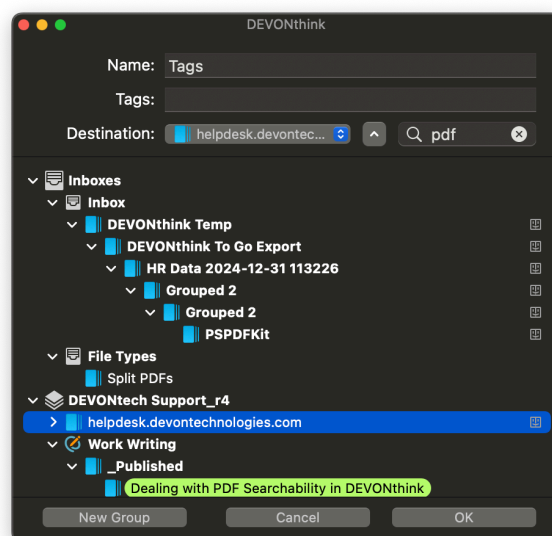 DEVONthink
Name: Tags
Tags:
Destination: helpdesk.devontec... pdf
Inboxes
Inbox
DEVONthink Temp
DEVONthink To Go Export
HR Data 2024-12-31 113226
Grouped 2
Grouped 2
PSPDFKit
File Types
Split PDFs
DEVONtech Support_r4
helpdesk.devontechnologies.com
Work Writing
_Published
Dealing with PDF Searchability in DEVONthink
New Group Cancel OK